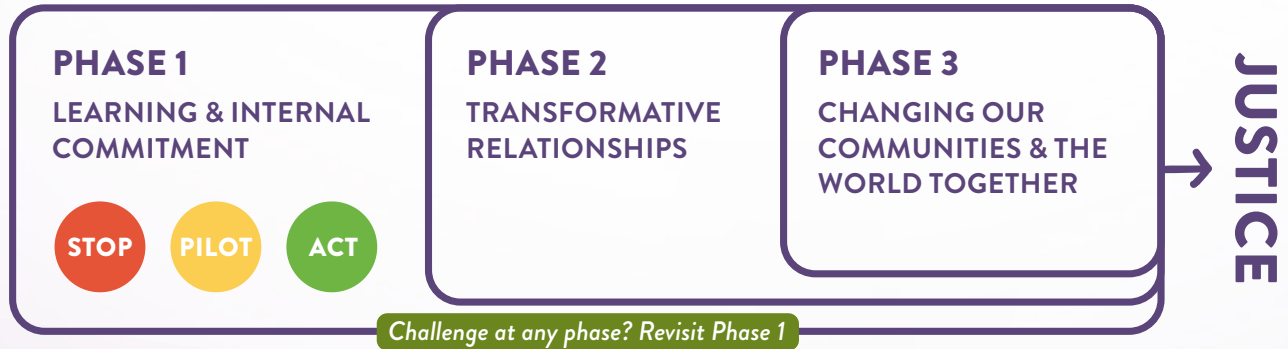 PHASE 1
LEARNING & INTERNAL
COMMITMENT
STOP
PILOT
ACT
PHASE 2
TRANSFORMATIVE
RELATIONSHIPS
PHASE 3
CHANGING OUR
COMMUNITIES & THE
WORLD TOGETHER
JUSTICE
Challenge at any phase? Revisit Phase 1